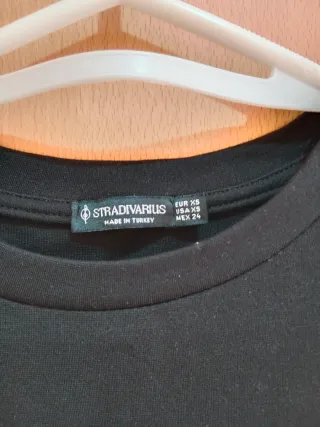 STRADIVARIUS
MADE IN TURKEY
EUR XS
USA XS
MEX 24